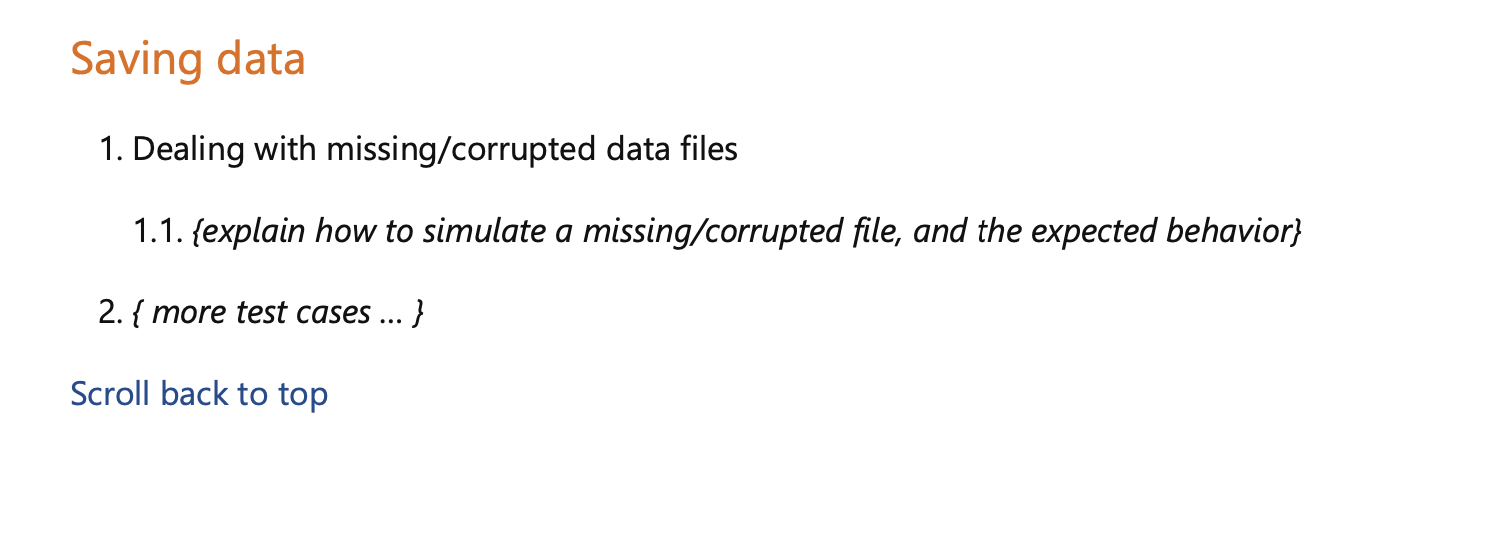 Saving data
1. Dealing with missing/corrupted data files
1.1. {explain how to simulate a missing/corrupted file, and the expected behavior}
2. { more test cases … }
Scroll back to top